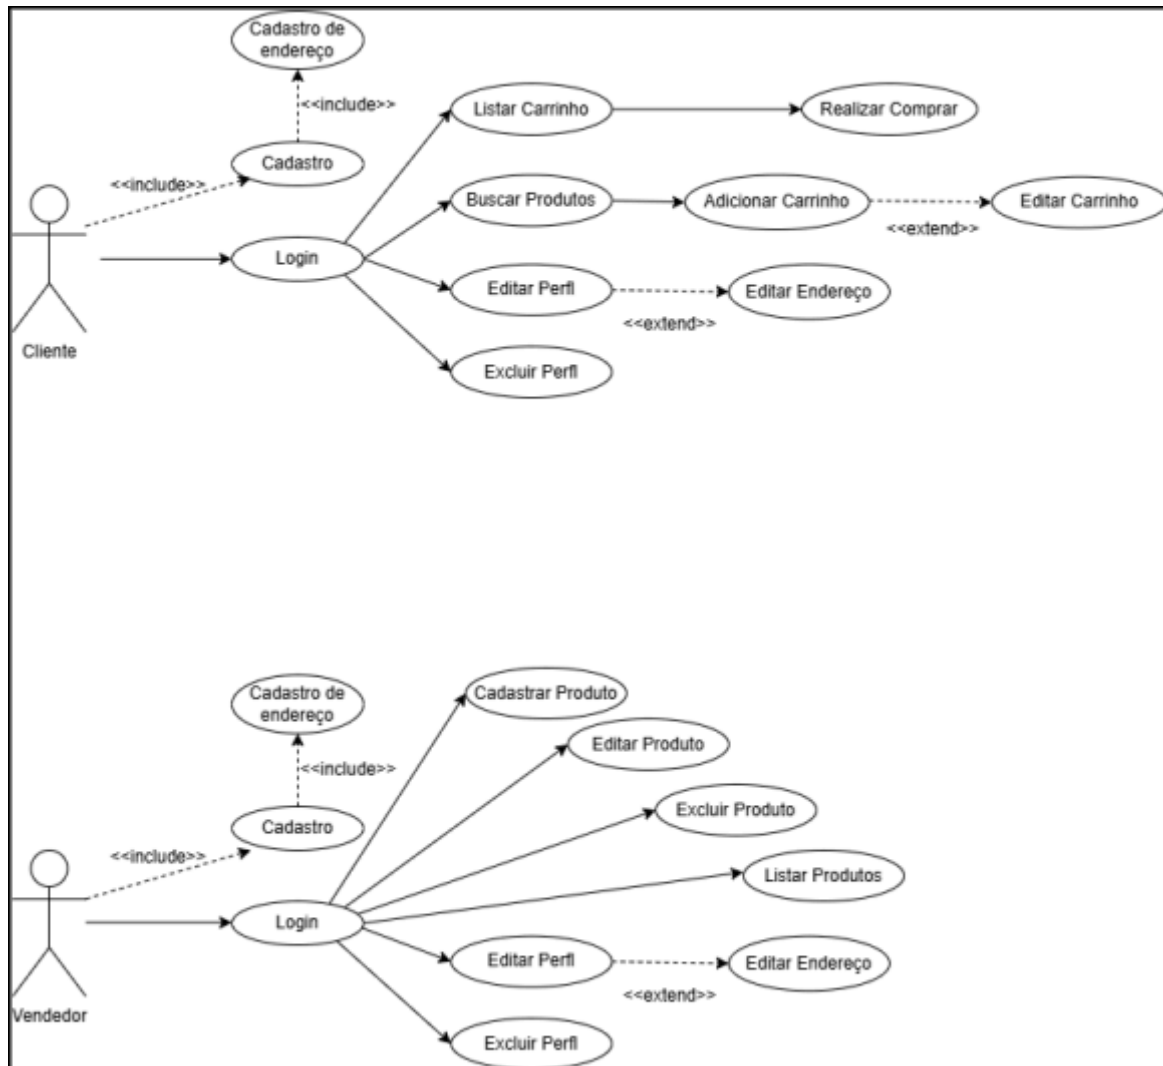 Cadastro de
endereço
<<include>>
Listar Carrinho
Realizar Comprar
Cadastro
<<include>>
Buscar Produtos
Adicionar Carrinho
Editar Carrinho
<<extend>>
Login
Editar Perfl
Editar Endereço
<<extend>>
Cliente
Excluir Perfl
Cadastro de
endereço
Cadastrar Produto
Editar Produto
<<include>>
Excluir Produto
Cadastro
<<include>>
Listar Produtos
Login
Editar Perfl
Editar Endereço
<<extend>>
Vendedor
Excluir Perfl